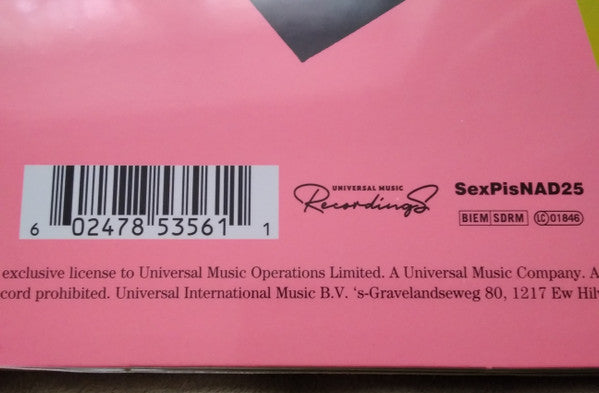 UNIVERSAL MUSIC
Recordings
SexPisNAD25
BIEM SDRM LC 01846
6 02478 53561 1
exclusive license to Universal Music Operations Limited. A Universal Music Company. A
cord prohibited. Universal International Music B.V. ‘s-Gravelandseweg 80, 1217 Ew Hil